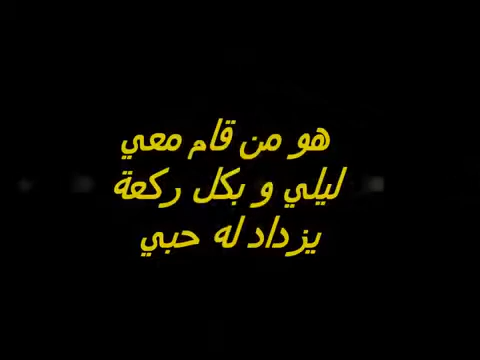 هو من قام معي
ليلي و بكل ركعة
يزداد له حبي